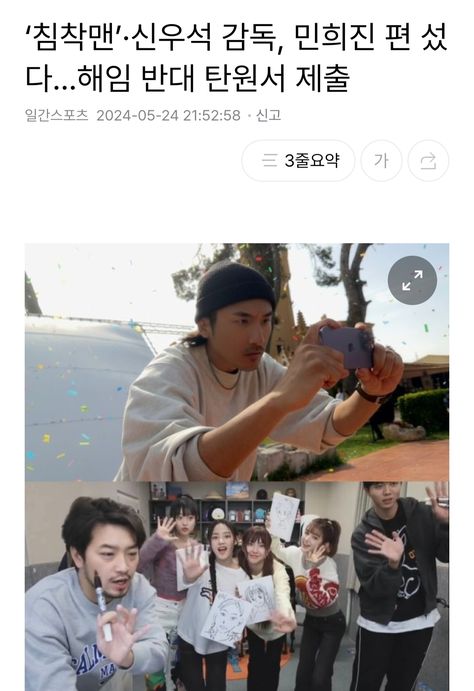 ‘침착맨’·신우석 감독, 민희진 편 섰
다…해임 반대 탄원서 제출
일간스포츠 2024-05-24 21:52:58 ·신고
3줄요약 가